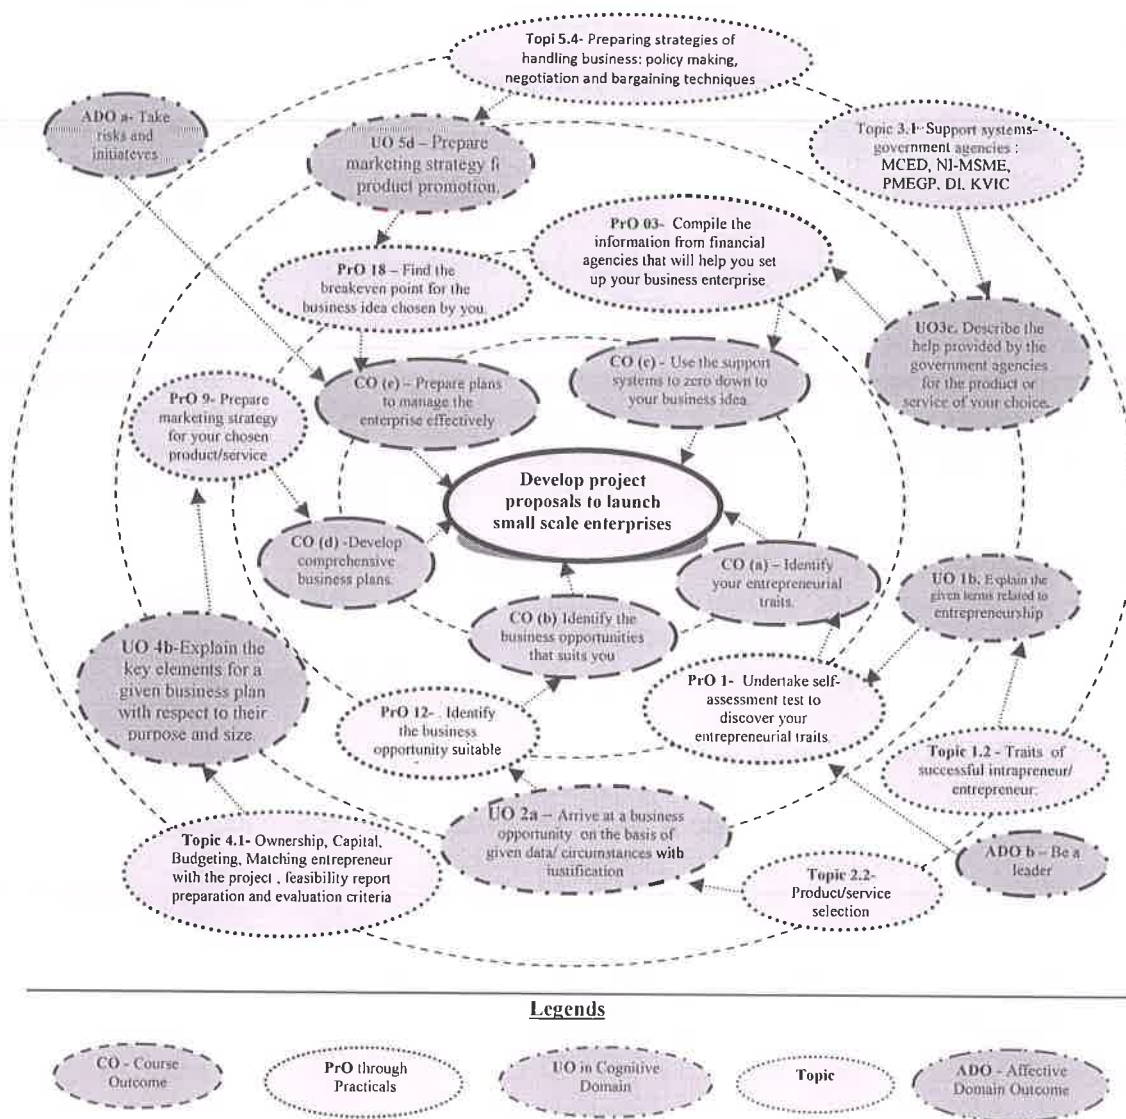 Topi 5.4- Preparing strategies of
handling business: policy making,
negotiation and bargaining techniques
ADO a- Take
risks and
initiateves
UO 5d – Prepare
marketing strategy f
product promotion.
Topic 3.1- Support systems-
government agencies :
MCED, NI-MSME,
PMEGP, DI, KVIC
PrO 03- Compile the
information from financial
agencies that will help you set
up your business enterprise
PrO 18 – Find the
breakeven point for the
business idea chosen by you.
UO3c. Describe the
help provided by the
government agencies
for the product or
service of your choice.
CO (e) – Prepare plans
to manage the
enterprise effectively
CO (c) - Use the support
systems to zero down to
your business idea
PrO 9- Prepare
marketing strategy
for your chosen
product/service
Develop project
proposals to launch
small scale enterprises
CO (d) -Develop
comprehensive
business plans.
CO (a) – Identify
your entrepreneurial
traits.
UO 1b. Explain the
given terms related to
entrepreneurship
CO (b) Identify the
business opportunities
that suits you
UO 4b-Explain the
key elements for a
given business plan
with respect to their
purpose and size.
PrO 1- Undertake self-
assessment test to
discover your
entrepreneurial traits
PrO 12- . Identify
the business
opportunity suitable
Topic 1.2 - Traits of
successful intrapreneur/
entrepreneur.
UO 2a – Arrive at a business
opportunity on the basis of
given data/ circumstances with
justification
Topic 4.1- Ownership, Capital,
Budgeting, Matching entrepreneur
with the project , feasibility report
preparation and evaluation criteria
ADO b – Be a
leader
Topic 2.2-
Product/service
selection
Legends
CO - Course
Outcome
PrO through
Practicals
UO in Cognitive
Domain
Topic
ADO - Affective
Domain Outcome